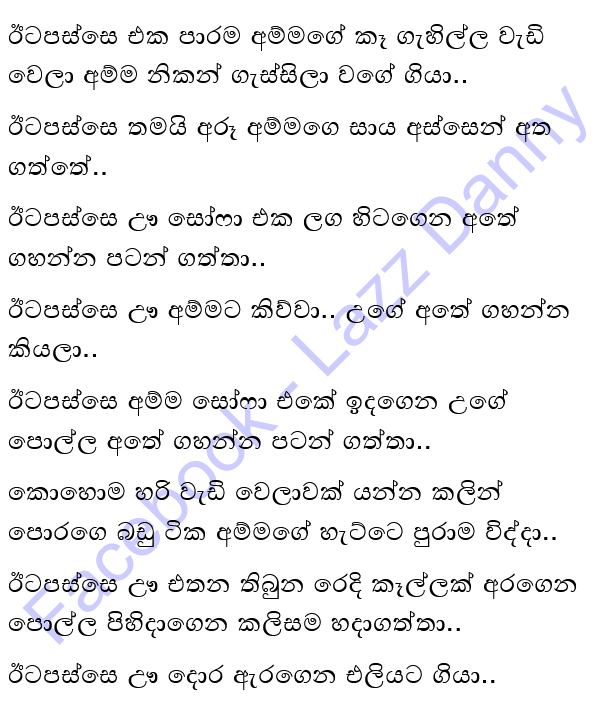 ඊටපස්සෙ එක පාරම අම්මගේ කෑ ගැහිල්ල වැඩි
වෙලා අම්ම නිකන් ගැස්සිලා වගේ ගියා..
ඊටපස්සෙ තමයි අරූ අම්මගෙ සාය අස්සෙන් අත
ගත්තේ..
ඊටපස්සෙ ඌ සෝෆා එක ලග හිටගෙන අතේ
ගහන්න පටන් ගත්තා..
ඊටපස්සෙ ඌ අම්මට කිව්වා.. උගේ අතේ ගහන්න
කියලා..
ඊටපස්සෙ අම්ම සෝෆා එකේ ඉදගෙන උගේ
පොල්ල අතේ ගහන්න පටන් ගත්තා..
කොහොම හරි වැඩි වෙලාවක් යන්න කලින්
පොරගෙ බඩු ටික අම්මගේ හැට්ටෙ පුරාම විද්දා..
ඊටපස්සෙ ඌ එතන තිබුන රෙදි කෑල්ලක් අරගෙන
පොල්ල පිහිදාගෙන කලිසම හදාගත්තා..
ඊටපස්සෙ ඌ දොර ඇරගෙන එලියට ගියා..
Facebook - Lazz Danny